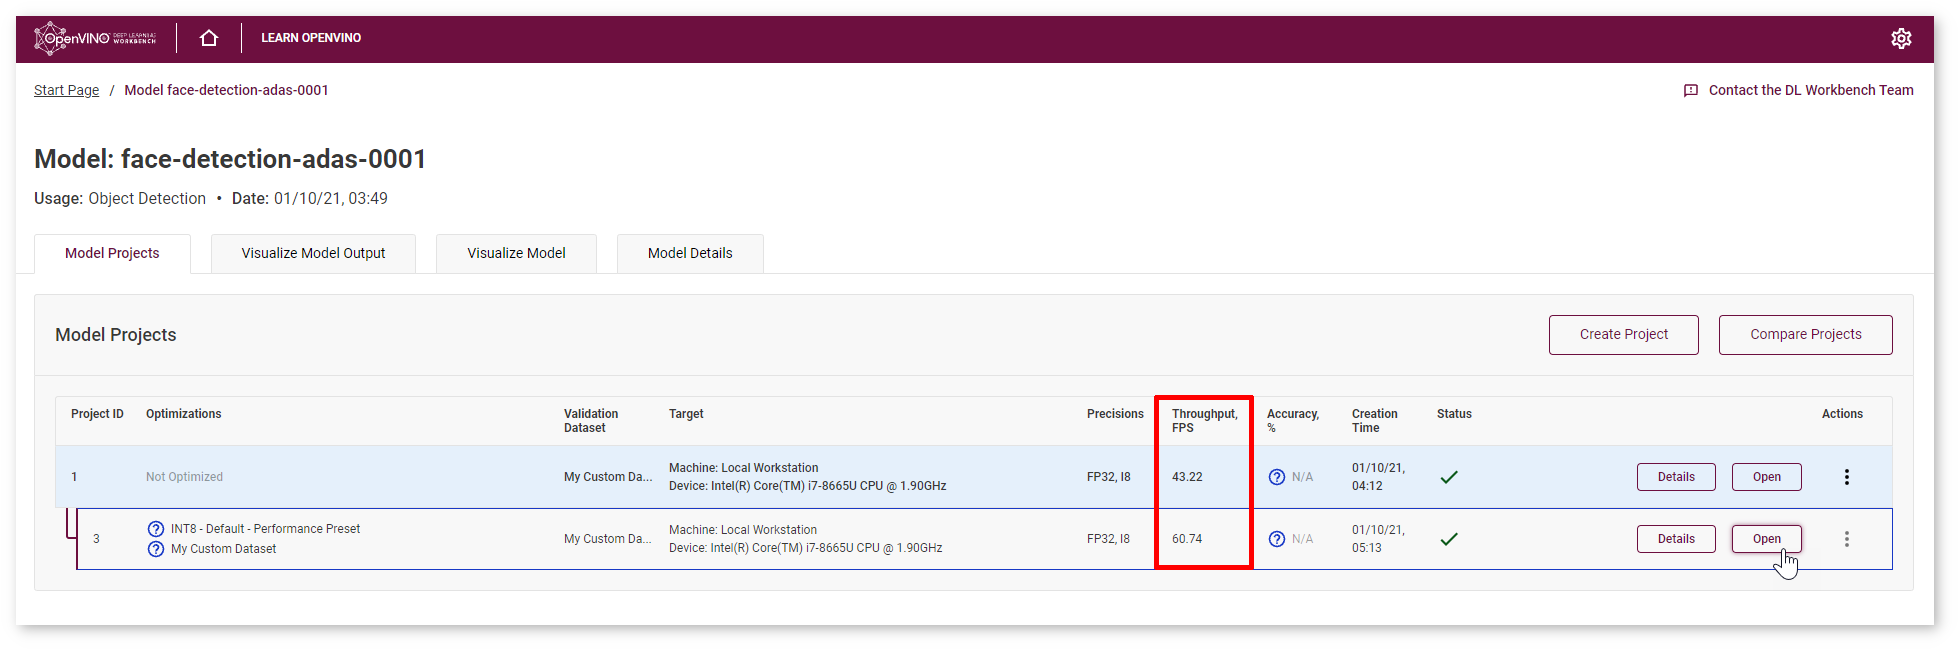 OpenVINO DEEP LEARNING WORKBENCH LEARN OPENVINO
Start Page / Model face-detection-adas-0001 Contact the DL Workbench Team
Model: face-detection-adas-0001
Usage: Object Detection • Date: 01/10/21, 03:49
Model Projects Visualize Model Output Visualize Model Model Details
Model Projects Create Project Compare Projects
Project ID Optimizations Validation Dataset Target Precisions Throughput, FPS Accuracy, % Creation Time Status Actions
1 Not Optimized My Custom Da... Machine: Local Workstation FP32, I8 43.22 ? N/A 01/10/21, 04:12 Details Open
Device: Intel(R) Core(TM) i7-8665U CPU @ 1.90GHz
3 ? INT8 - Default - Performance Preset My Custom Da... Machine: Local Workstation FP32, I8 60.74 ? N/A 01/10/21, 05:13 Details Open
? My Custom Dataset Device: Intel(R) Core(TM) i7-8665U CPU @ 1.90GHz